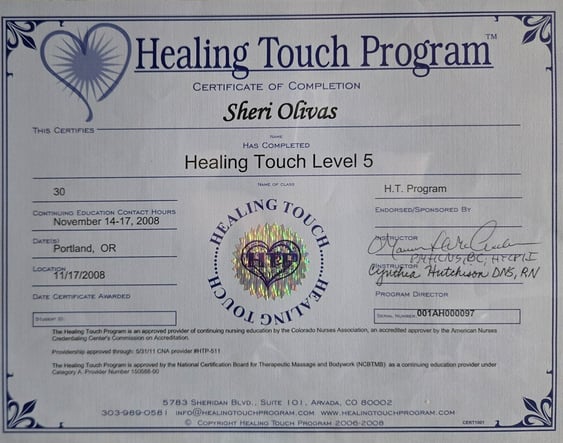 Healing Touch Program™
CERTIFICATE OF COMPLETION
Sheri Olivas
THIS CERTIFIES
NAME
HAS COMPLETED
Healing Touch Level 5
NAME OF CLASS
30
CONTINUING EDUCATION CONTACT HOURS
November 14-17, 2008
DATE(S)
Portland, OR
LOCATION
11/17/2008
DATE CERTIFICATE AWARDED
STUDENT ID:
HEALING TOUCH
HTP
HEALING TOUCH
H.T. Program
ENDORSED/SPONSORED BY
INSTRUCTOR
INSTRUCTOR
Cynthia Hutchison DNS, RN
PROGRAM DIRECTOR
SERIAL NUMBER 001AH000097
The Healing Touch Program is an approved provider of continuing nursing education by the Colorado Nurses Association, an accredited approver by the American Nurses
Credentialing Center's Commission on Accreditation.
Providership approved through: 5/31/11 CNA provider #HTP-511
The Healing Touch Program is approved by the National Certification Board for Therapeutic Massage and Bodywork (NCBTMB) as a continuing education provider under
Category A. Provider Number 150588-00
5783 SHERIDAN BLVD., SUITE 101, ARVADA, CO 80002
303-989-0581 INFO@HEALINGTOUCHPROGRAM.COM WWW.HEALINGTOUCHPROGRAM.COM
© COPYRIGHT HEALING TOUCH PROGRAM 2006-2008
CERT1001